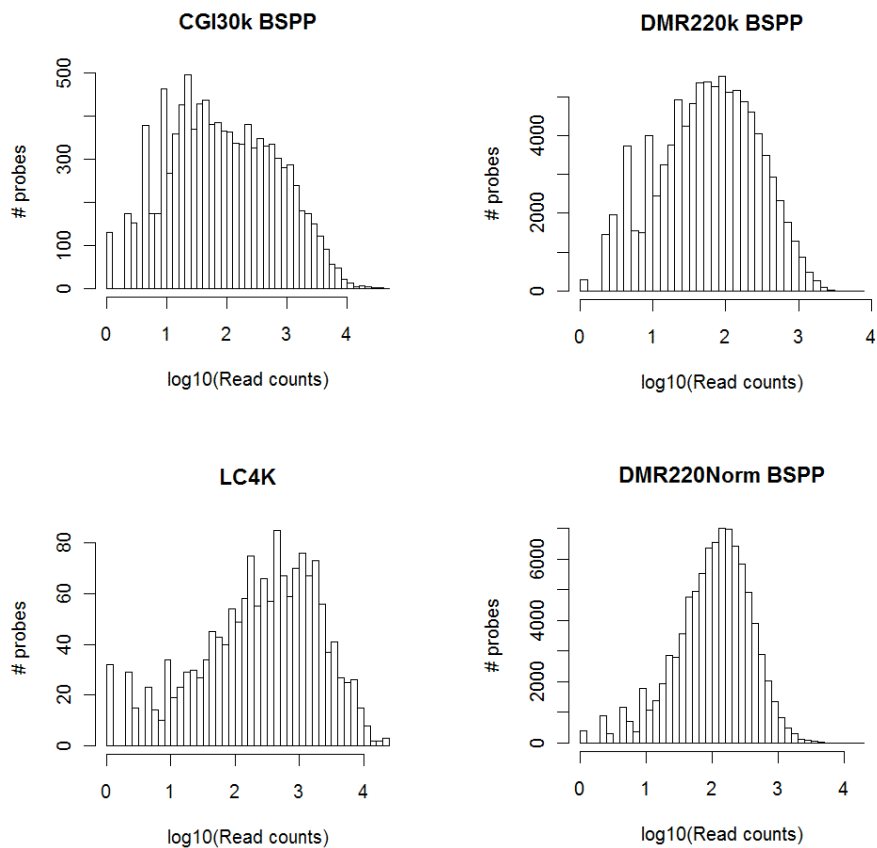 CGI30k BSPP
# probes
500
300
100
0
0 1 2 3 4
log10(Read counts)
DMR220k BSPP
# probes
4000
2000
0
0 1 2 3 4
log10(Read counts)
LC4K
# probes
80
60
40
20
0
0 1 2 3 4
log10(Read counts)
DMR220Norm BSPP
# probes
6000
4000
2000
0
0 1 2 3 4
log10(Read counts)